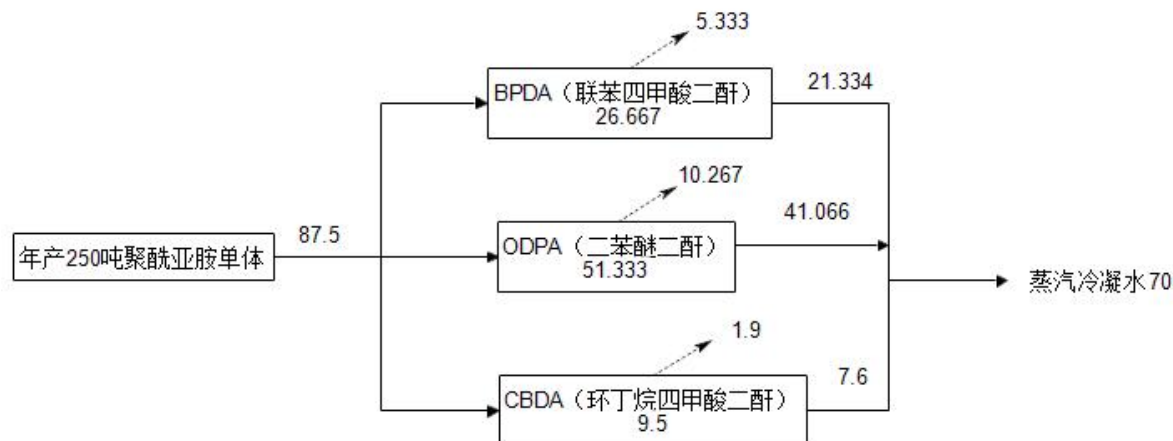 5.333
BPDA（联苯四甲酸二酐）
26.667
21.334
10.267
41.066
87.5
年产250吨聚酰亚胺单体
ODPA（二苯醚二酐）
51.333
蒸汽冷凝水70
1.9
7.6
CBDA（环丁烷四甲酸二酐）
9.5